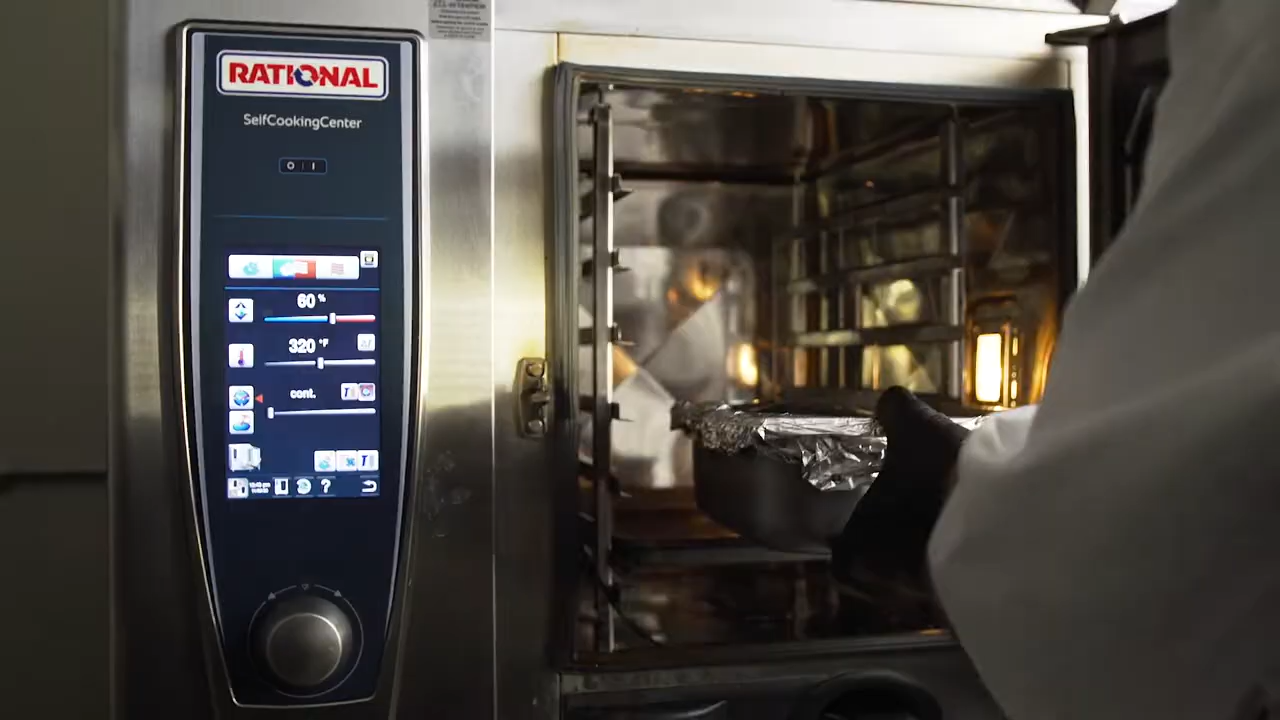 RATIONAL
SelfCookingCenter
O I
60 %
320 °F
cont.
?